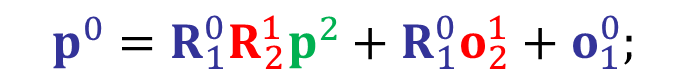 𝐩⁰ = 𝐑₁⁰𝐑₂¹𝐩² + 𝐑₁⁰𝐨₂¹ + 𝐨₁⁰;